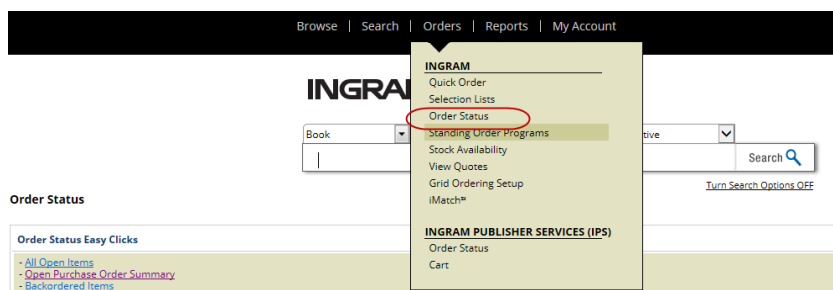 Browse | Search | Orders | Reports | My Account
INGRAM
Quick Order
Selection Lists
Order Status
Standing Order Programs
Stock Availability
View Quotes
Grid Ordering Setup
iMatch℠
INGRAM PUBLISHER SERVICES (IPS)
Order Status
Cart
INGRA
Book
tive
Search
Turn Search Options OFF
Order Status
Order Status Easy Clicks
- All Open Items
- Open Purchase Order Summary
- Backordered Items